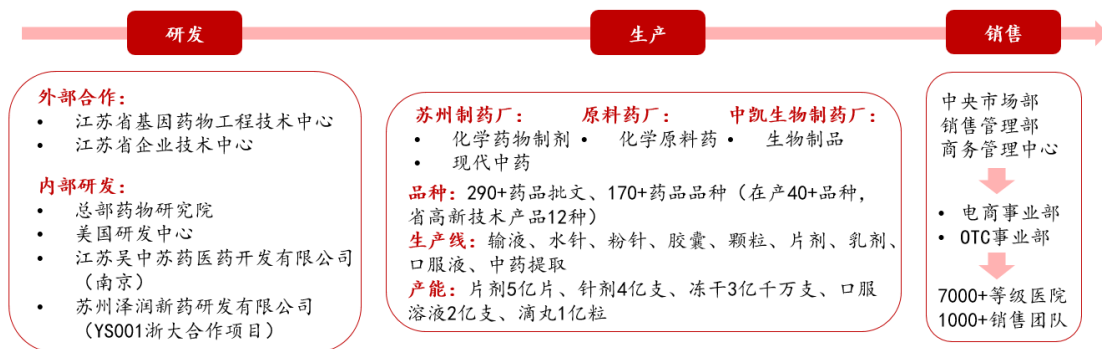 研发
生产
销售
外部合作：
• 江苏省基因药物工程技术中心
• 江苏省企业技术中心
内部研发：
• 总部药物研究院
• 美国研发中心
• 江苏吴中苏药医药开发有限公司
（南京）
• 苏州泽润新药研发有限公司
（YS001浙大合作项目）
苏州制药厂：
• 化学药物制剂
• 现代中药
原料药厂：
• 化学原料药
中凯生物制药厂：
• 生物制品
品种：290+药品批文、170+药品品种（在产40+品种，
省高新技术产品12种）
生产线：输液、水针、粉针、胶囊、颗粒、片剂、乳剂、
口服液、中药提取
产能：片剂5亿片、针剂4亿支、冻干3亿千万支、口服
溶液2亿支、滴丸1亿粒
中央市场部
销售管理部
商务管理中心
• 电商事业部
• OTC事业部
7000+等级医院
1000+销售团队